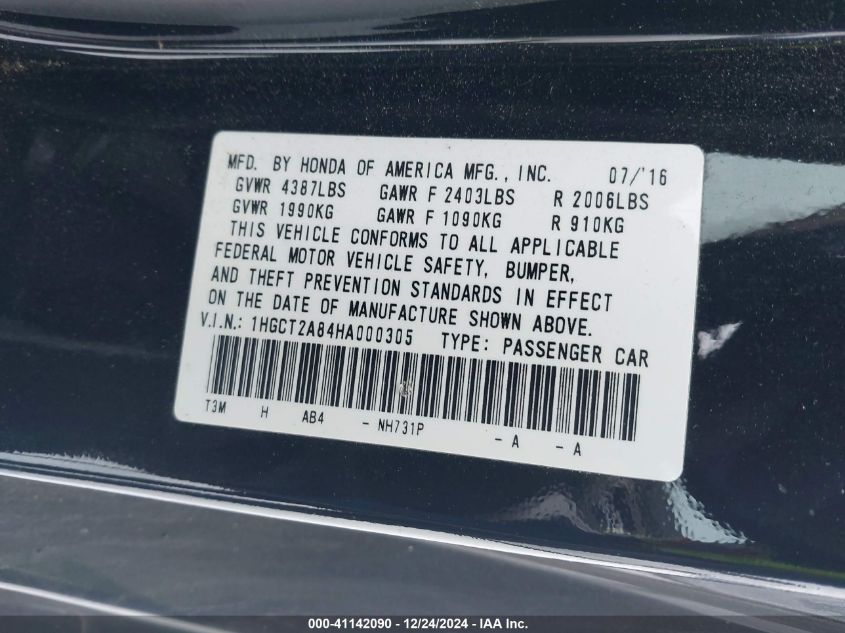 MFD. BY HONDA OF AMERICA MFG., INC. 07/'16
GVWR 4387LBS GAWR F 2403LBS R 2006LBS
GVWR 1990KG GAWR F 1090KG R 910KG
THIS VEHICLE CONFORMS TO ALL APPLICABLE
FEDERAL MOTOR VEHICLE SAFETY, BUMPER,
AND THEFT PREVENTION STANDARDS IN EFFECT
ON THE DATE OF MANUFACTURE SHOWN ABOVE.
V.I.N.: 1HGCT2A84HA000305 TYPE: PASSENGER CAR
T3M H AB4 - NH731P - A - A
000-41142090 - 12/24/2024 - IAA Inc.